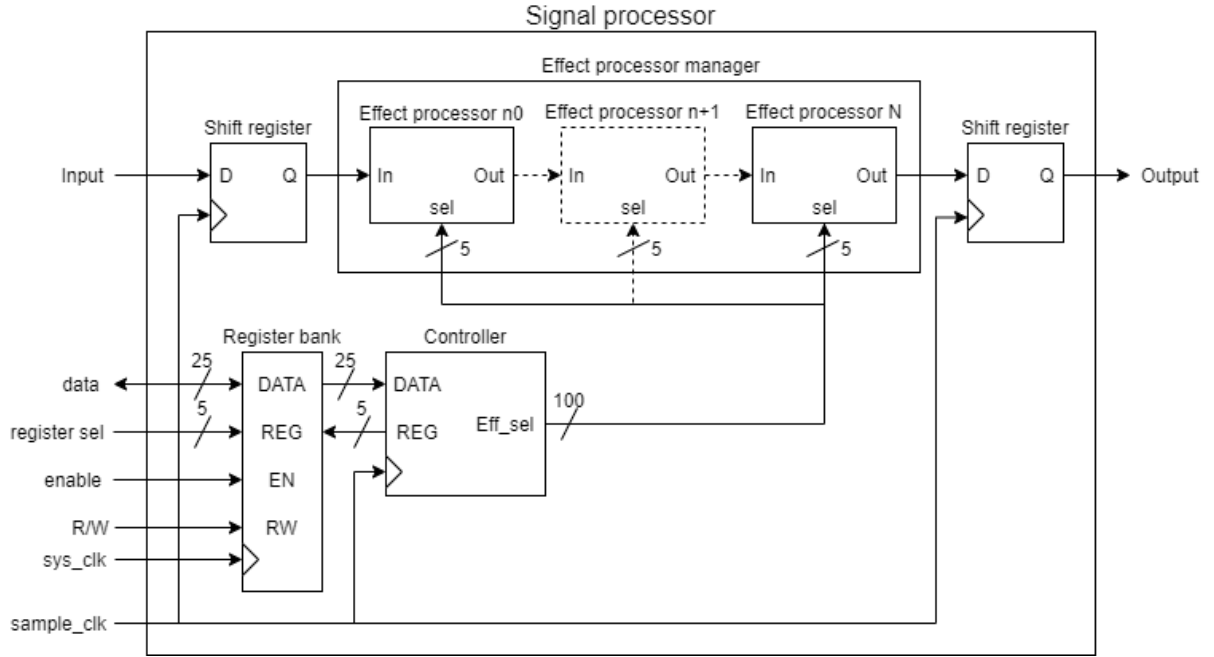 Signal processor
Effect processor manager
Effect processor n0
Effect processor n+1
Effect processor N
Shift register
Shift register
Input
D
Q
In
Out
In
Out
In
Out
D
Q
Output
sel
sel
sel
5
5
5
Register bank
Controller
data
25
DATA
25
DATA
register sel
5
REG
5
REG
Eff_sel
100
enable
EN
R/W
RW
sys_clk
sample_clk